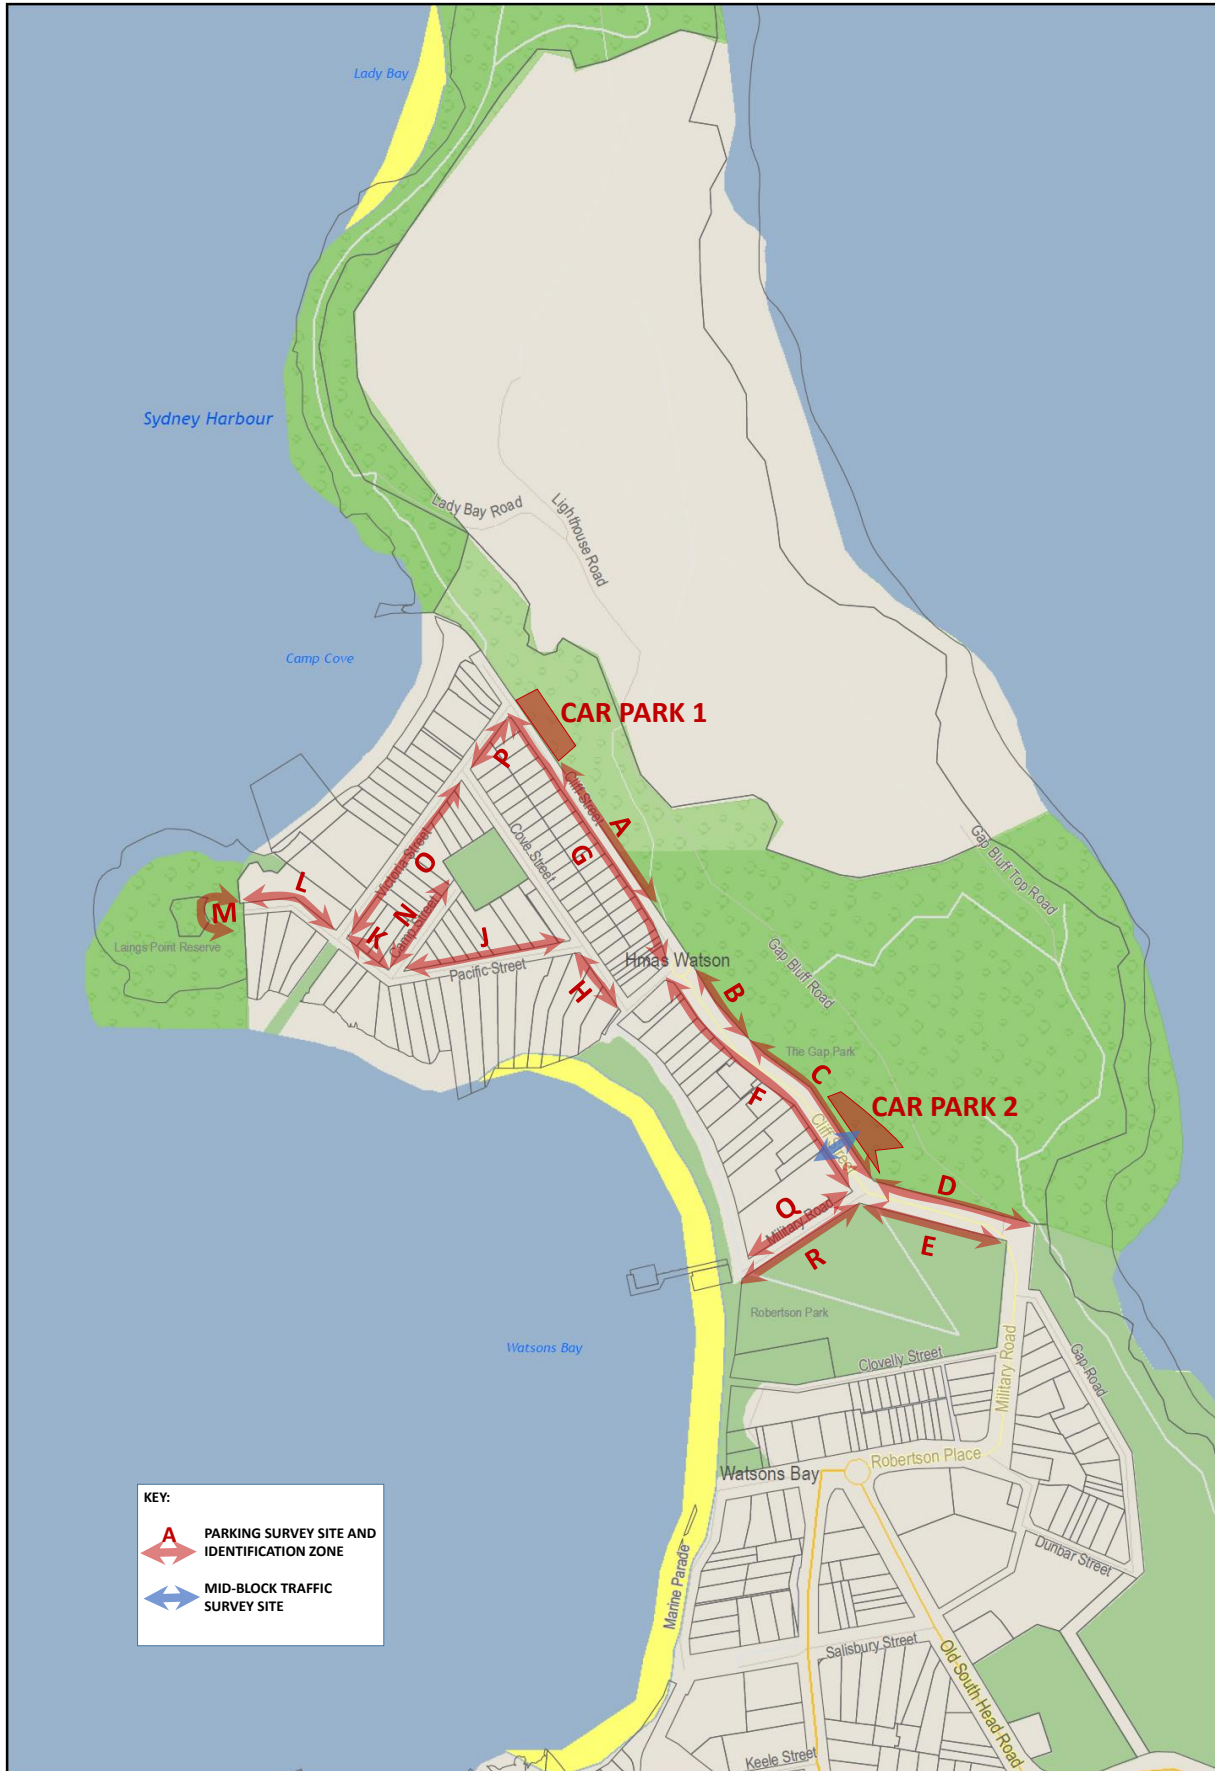 Lady Bay
Sydney Harbour
Lady Bay Road
Lighthouse Road
Camp Cove
CAR PARK 1
P
Cliff Street
A
G
Cove Street
Victoria Street
O
L
M
N
K
Camp Street
J
Laings Point Reserve
Pacific Street
H
Hmas Watson
Gap Bluff Top Road
Gap Bluff Road
B
The Gap Park
C
F
CAR PARK 2
Cliff Street
D
Q
Military Road
E
R
Robertson Park
Watsons Bay
Clovelly Street
Military Road
Gap Road
Robertson Place
Watsons Bay
Dunbar Street
Marine Parade
Salisbury Street
Old South Head Road
Keele Street
KEY:
A
PARKING SURVEY SITE AND
IDENTIFICATION ZONE
MID-BLOCK TRAFFIC
SURVEY SITE